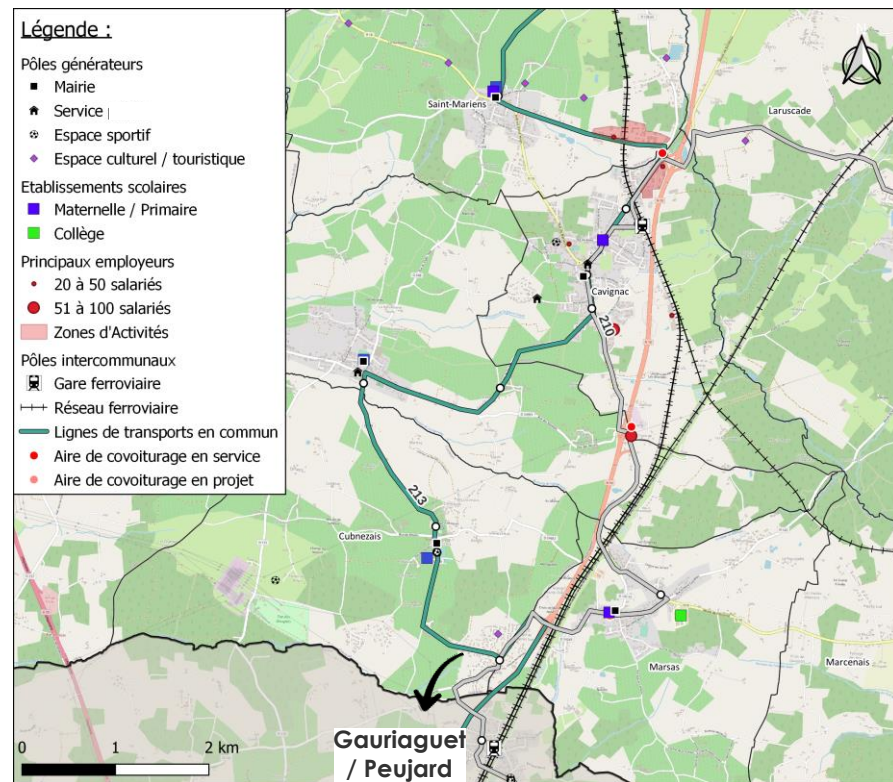 Légende :
Pôles générateurs
Mairie
Service
Espace sportif
Espace culturel / touristique
Etablissements scolaires
Maternelle / Primaire
Collège
Principaux employeurs
20 à 50 salariés
51 à 100 salariés
Zones d'Activités
Pôles intercommunaux
Gare ferroviaire
Réseau ferroviaire
Lignes de transports en commun
Aire de covoiturage en service
Aire de covoiturage en projet
N
Saint-Mariens
Laruscade
Cavignac
210
213
Cubnezais
Marsas
Marcenais
0 1 2 km
Gauriaguet
/ Peujard